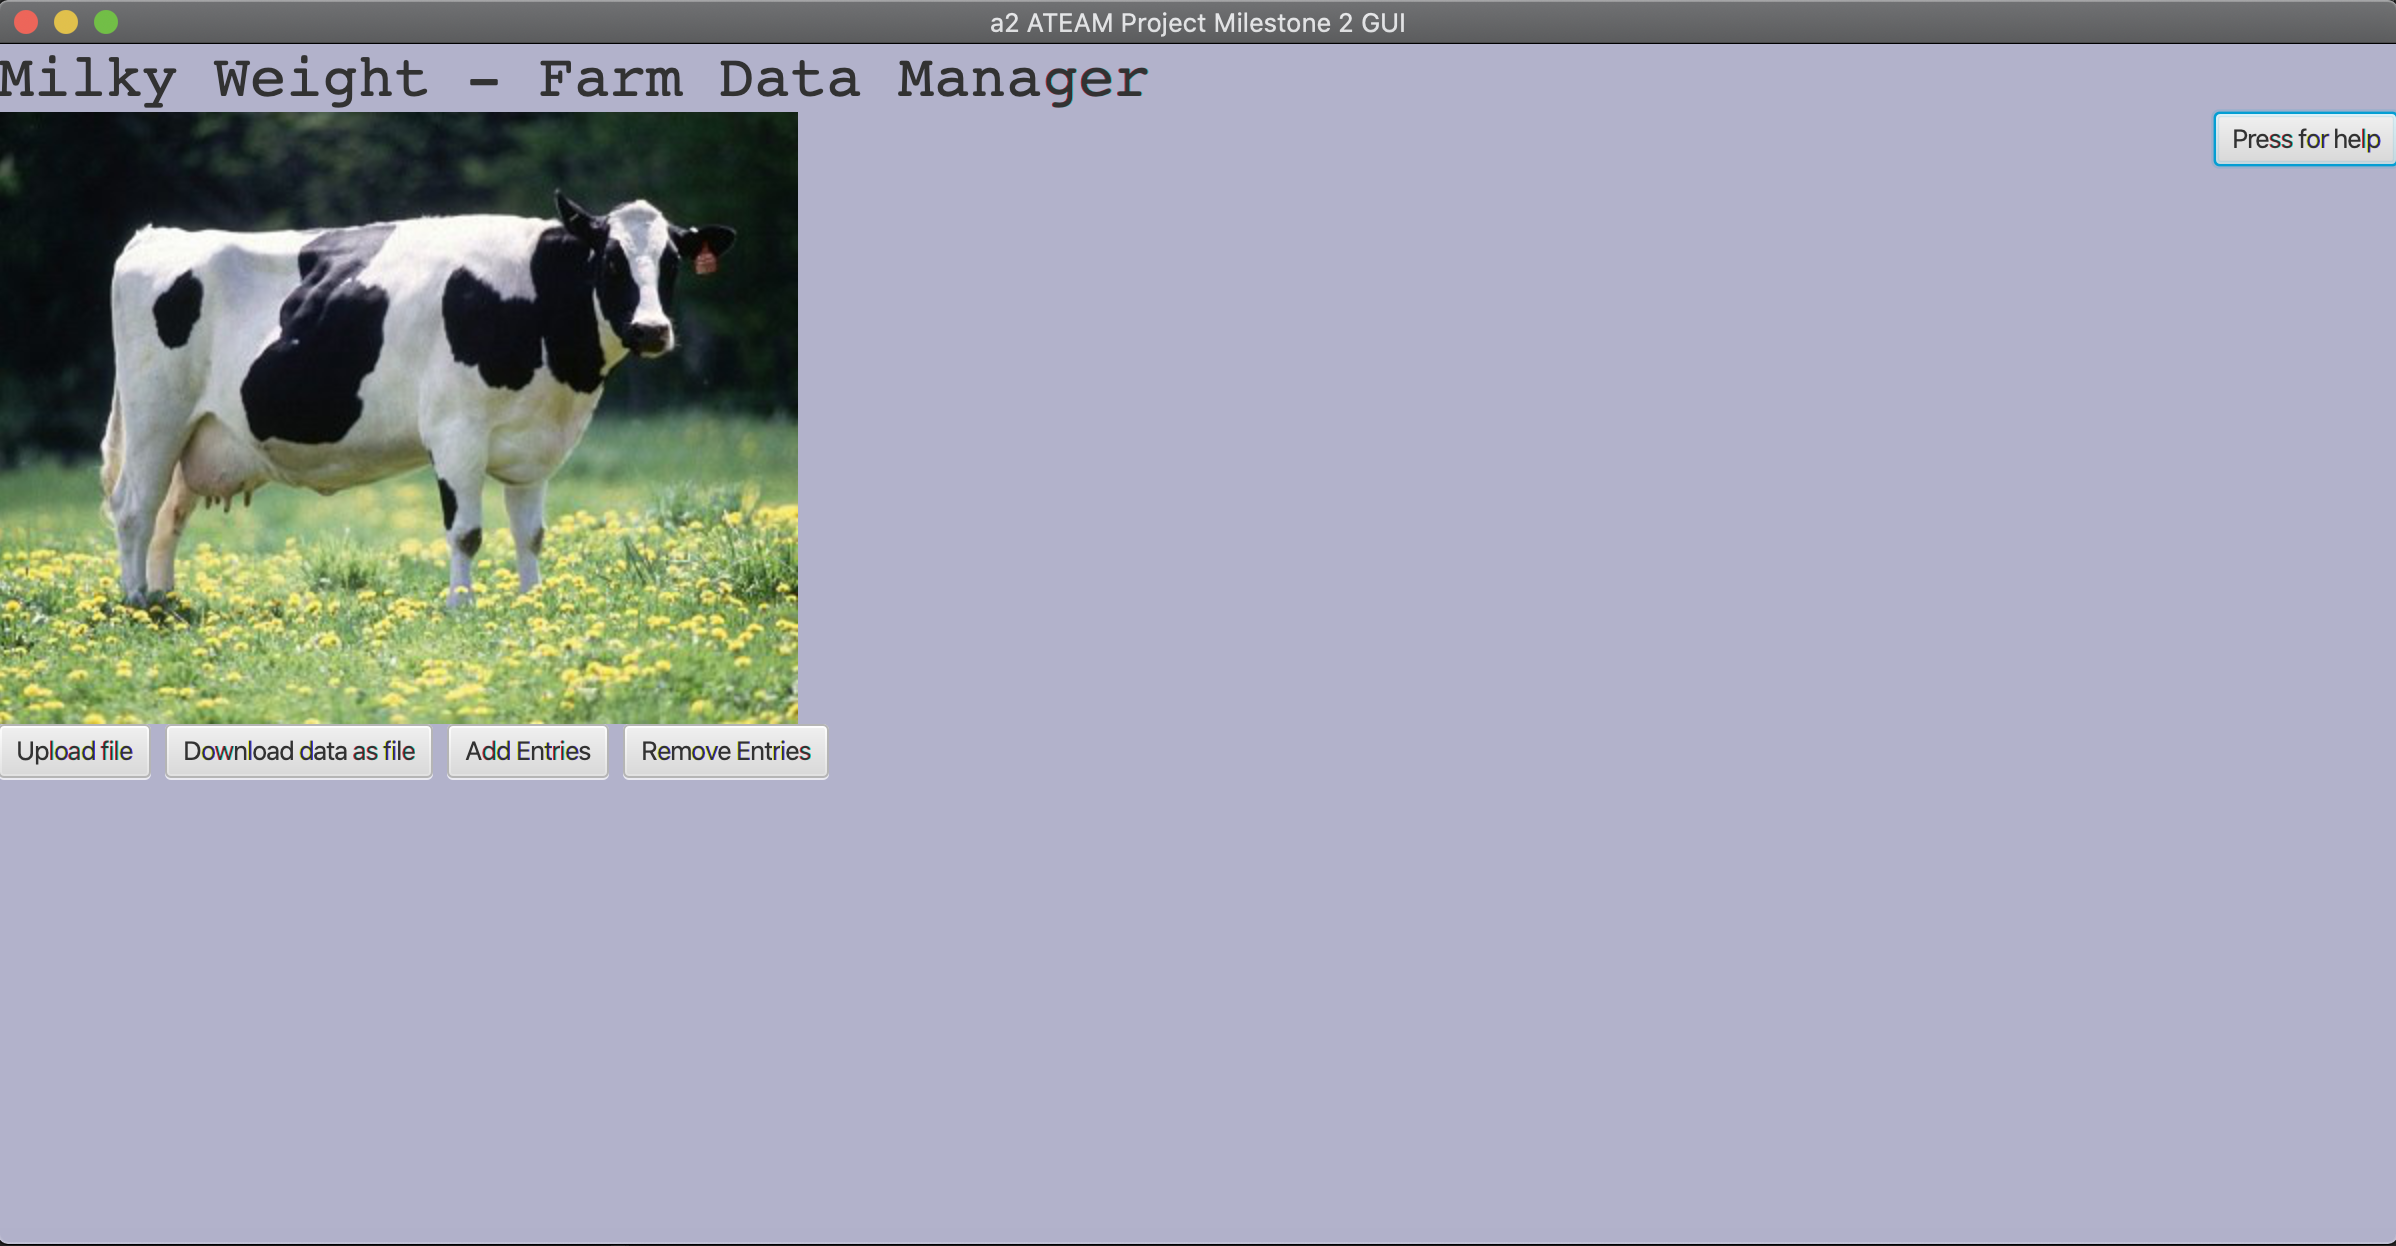 a2 ATEAM Project Milestone 2 GUI
Milky Weight - Farm Data Manager
Press for help
Upload file
Download data as file
Add Entries
Remove Entries